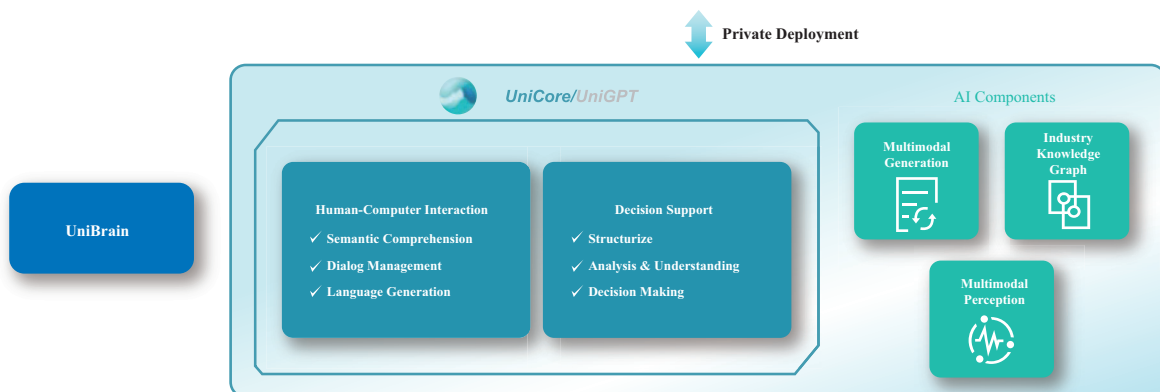 Private Deployment
UniCore/UniGPT
AI Components
UniBrain
Human-Computer Interaction
✓ Semantic Comprehension
✓ Dialog Management
✓ Language Generation
Decision Support
✓ Structurize
✓ Analysis & Understanding
✓ Decision Making
Multimodal
Generation
Industry
Knowledge
Graph
Multimodal
Perception